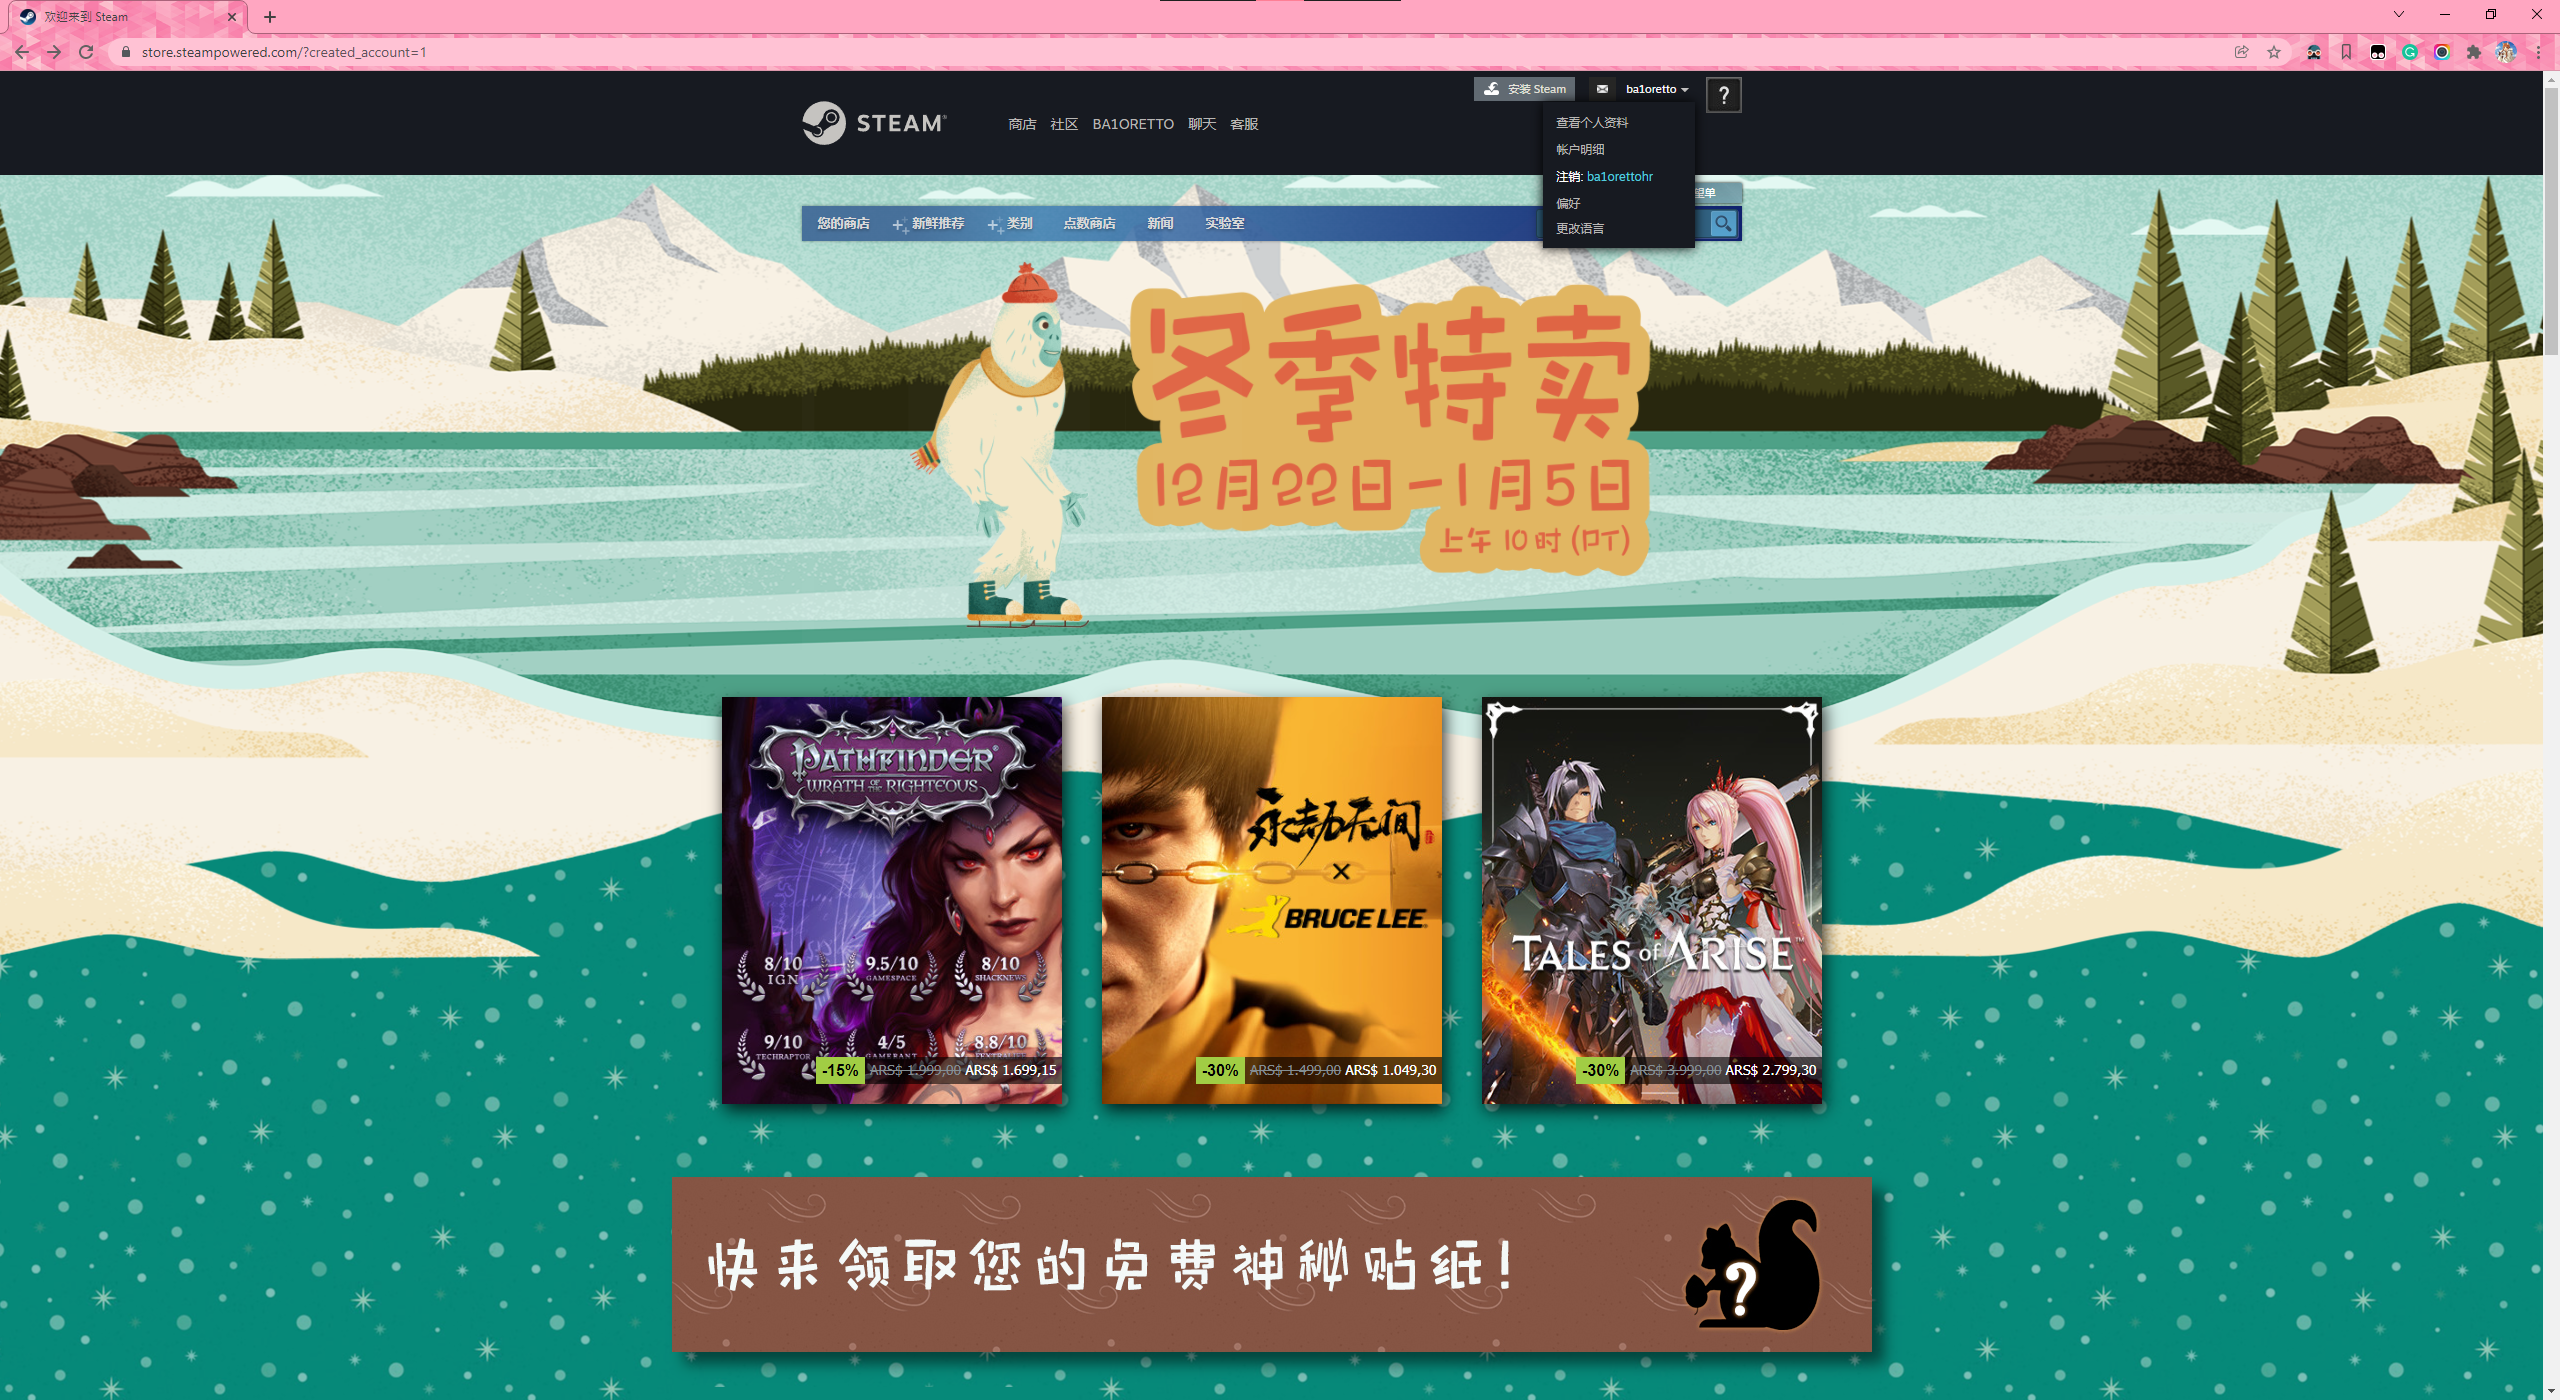 欢迎来到 Steam
store.steampowered.com/?created_account=1
安装 Steam
ba1oretto
?
STEAM®
商店 社区 BA1ORETTO 聊天 客服
查看个人资料
帐户明细
注销: ba1orettohr
偏好
更改语言
望单
您的商店 新鲜推荐 类别 点数商店 新闻 实验室
冬季特卖
12月22日-1月5日
上午 10 时 (PT)
PATHFINDER®
WRATH OF THE RIGHTEOUS
8/10 IGN
9.5/10 GAMESPACE
8/10 SHACKNEWS
9/10 TECHRAPTOR
4/5 GAMERANT
8.8/10
-15% ARS$ 1.999,00 ARS$ 1.699,15
永劫无间
×
BRUCE LEE
-30% ARS$ 1.499,00 ARS$ 1.049,30
TALES of ARISE™
-30% ARS$ 3.999,00 ARS$ 2.799,30
快来领取您的免费神秘贴纸!
?